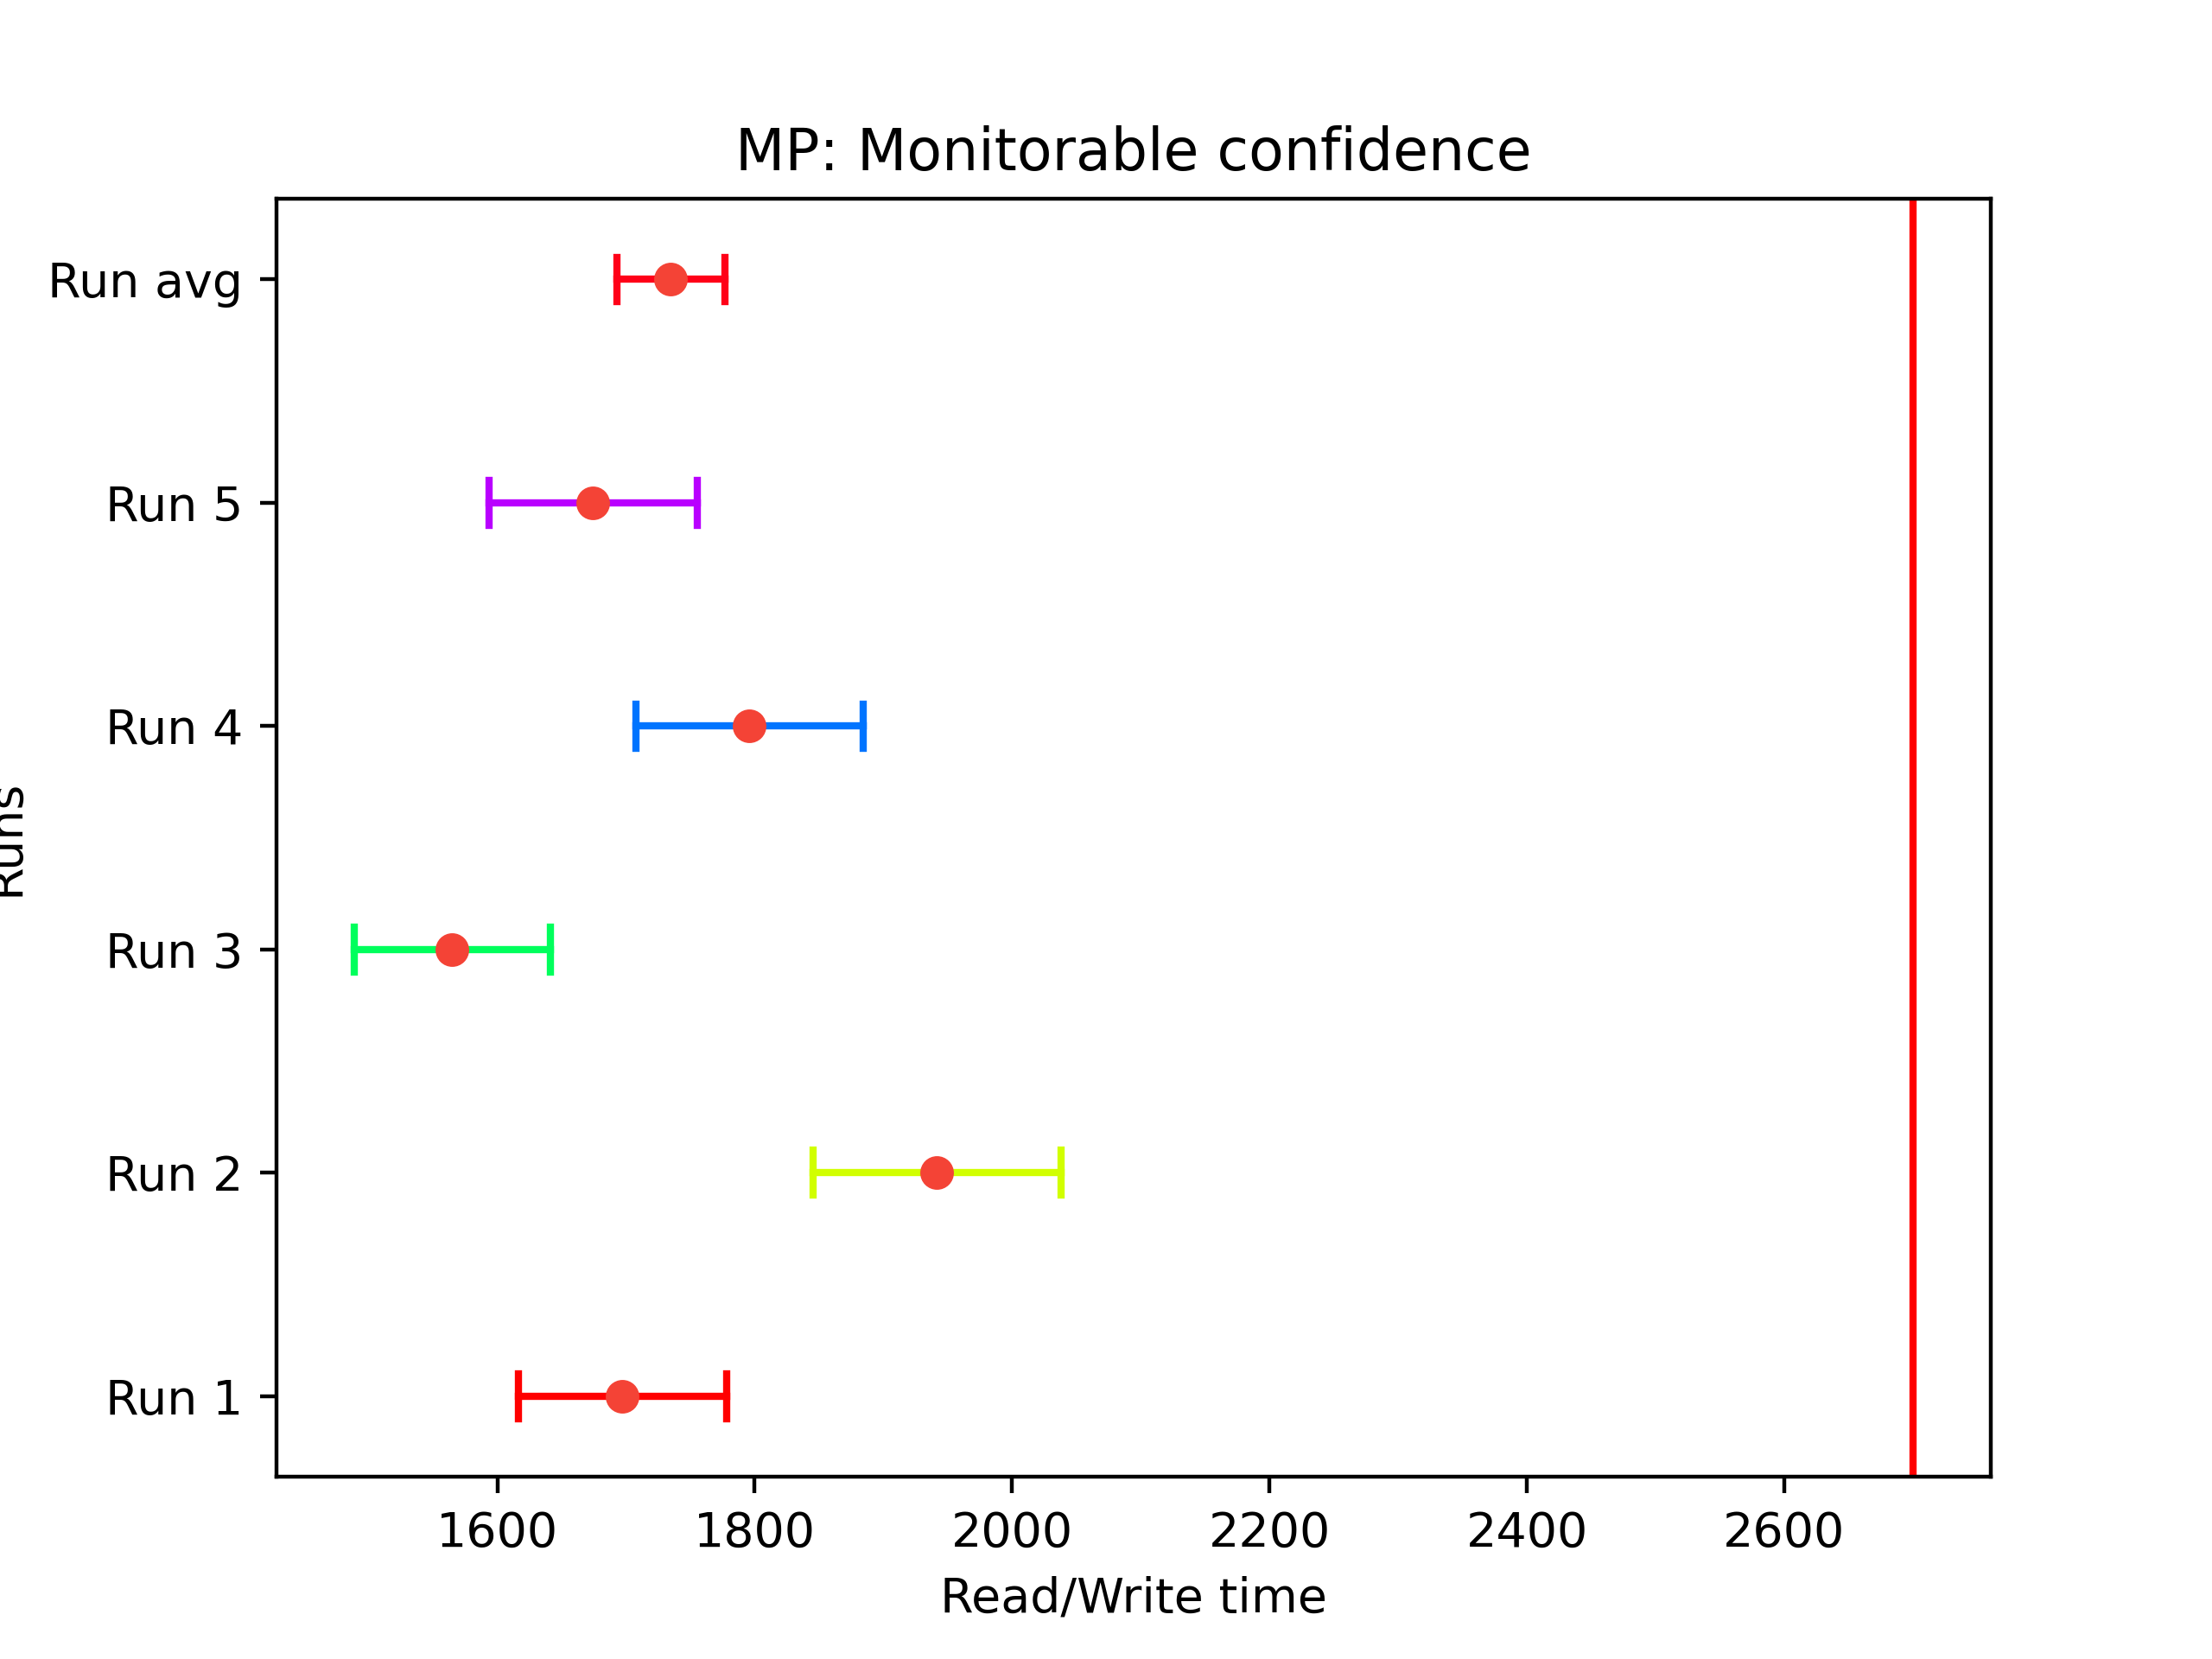 MP: Monitorable confidence
Run avg
Run 5
Run 4
Runs
Run 3
Run 2
Run 1
1600 1800 2000 2200 2400 2600
Read/Write time